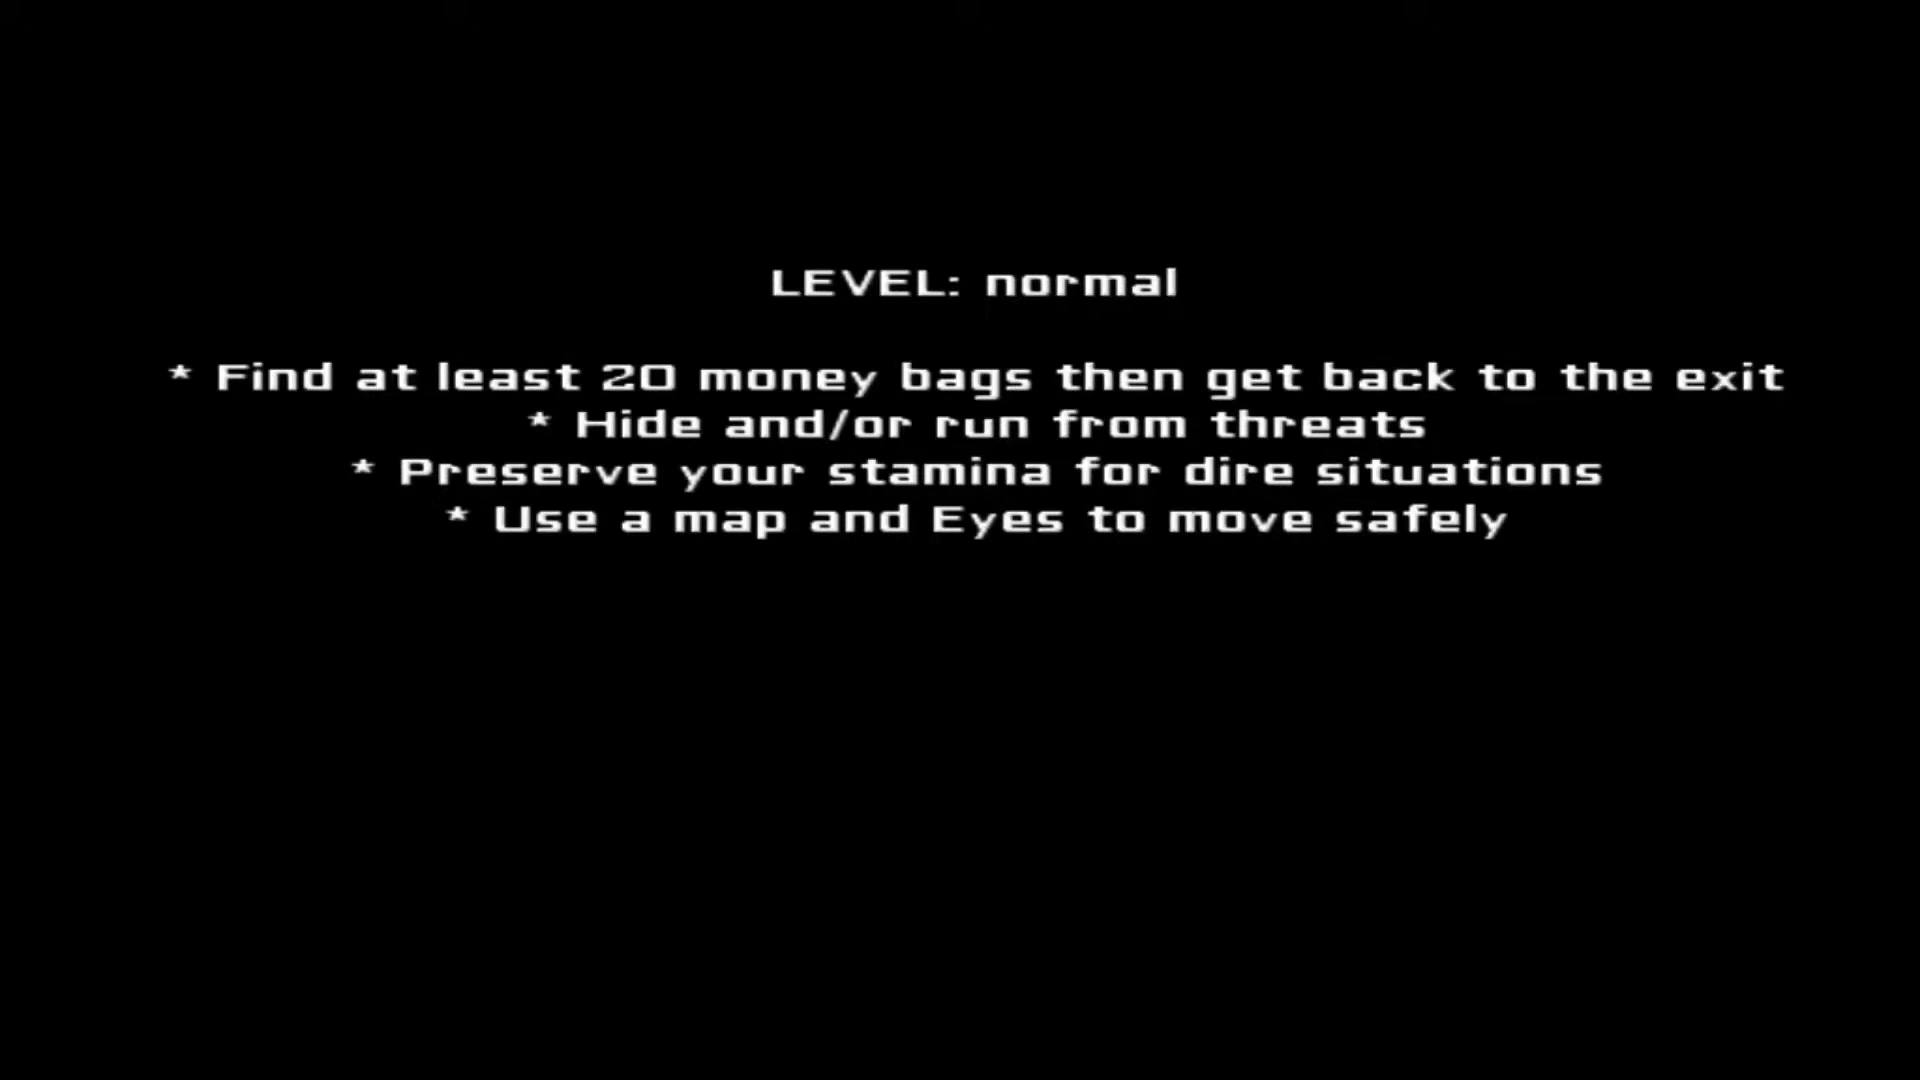 LEVEL: normal
* Find at least 20 money bags then get back to the exit
* Hide and/or run from threats
* Preserve your stamina for dire situations
* Use a map and Eyes to move safely